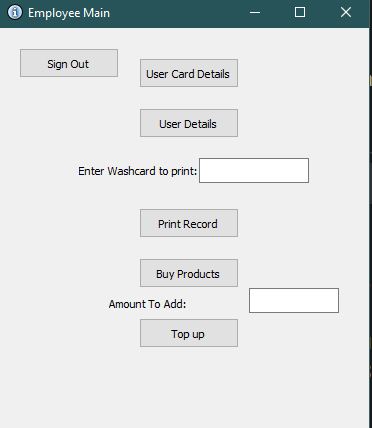 Employee Main
Sign Out
User Card Details
User Details
Enter Washcard to print:
Print Record
Buy Products
Amount To Add:
Top up